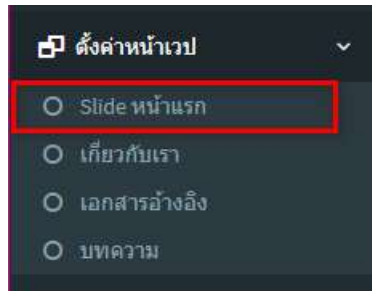 ตั้งค่าหน้าเวป
Slide หน้าแรก
เกี่ยวกับเรา
เอกสารอ้างอิง
บทความ